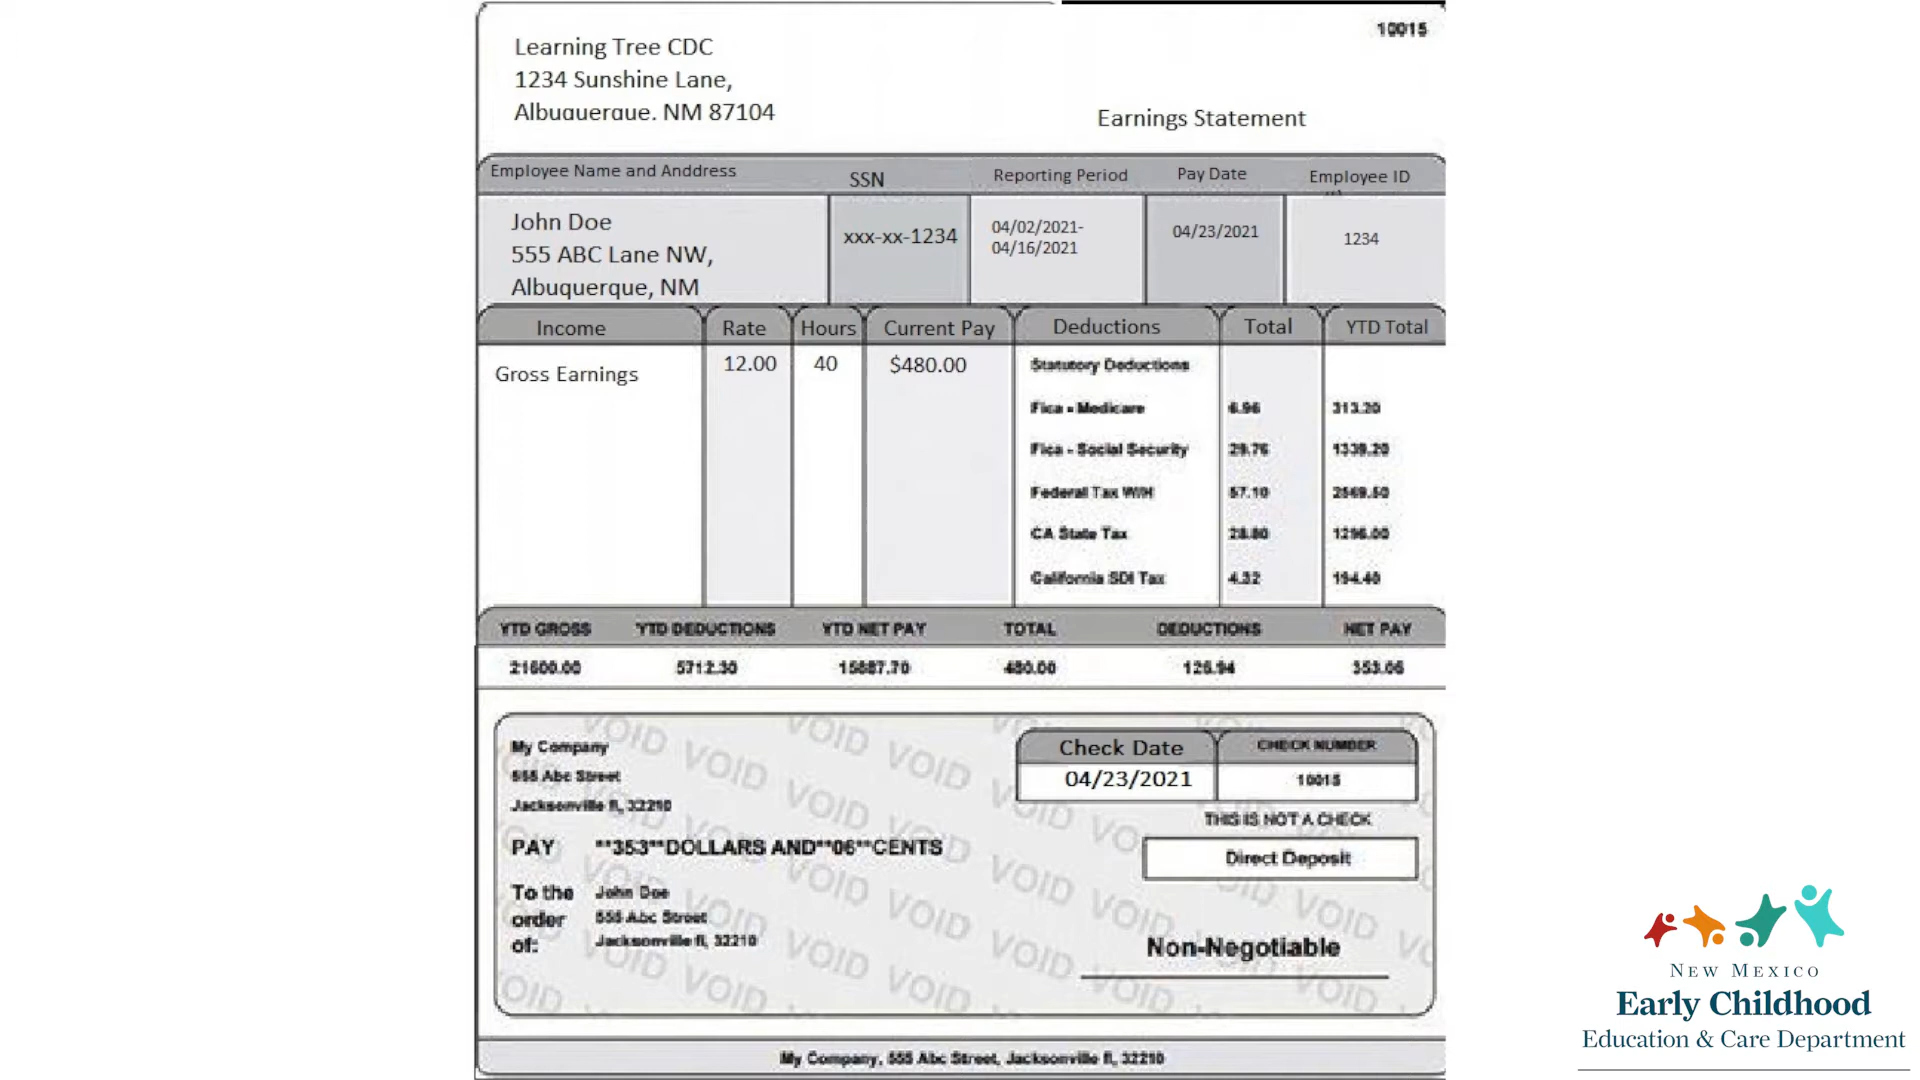 10015
Learning Tree CDC
1234 Sunshine Lane,
Albuquerque, NM 87104
Earnings Statement
Employee Name and Anddress SSN Reporting Period Pay Date Employee ID
John Doe
555 ABC Lane NW,
Albuquerque, NM
xxx-xx-1234
04/02/2021-
04/16/2021
04/23/2021
1234
Income Rate Hours Current Pay Deductions Total YTD Total
Gross Earnings 12.00 40 $480.00
Statutory Deductions
Fica - Medicare 6.96 313.20
Fica - Social Security 29.76 1339.20
Federal Tax W/H 57.10 2569.50
CA State Tax 28.80 1296.00
California SDI Tax 4.32 194.40
YTD GROSS YTD DEDUCTIONS YTD NET PAY TOTAL DEDUCTIONS NET PAY
21600.00 5712.30 15887.70 480.00 126.94 353.06
My Company
555 Abc Street
Jacksonville fl, 32210
Check Date CHECK NUMBER
04/23/2021 10015
THIS IS NOT A CHECK
PAY **353**DOLLARS AND**06**CENTS
Direct Deposit
To the
order
of:
John Doe
555 Abc Street
Jacksonville fl, 32210
Non-Negotiable
VOID VOID VOID VOID
My Company, 555 Abc Street, Jacksonville fl, 32210
NEW MEXICO
Early Childhood
Education & Care Department